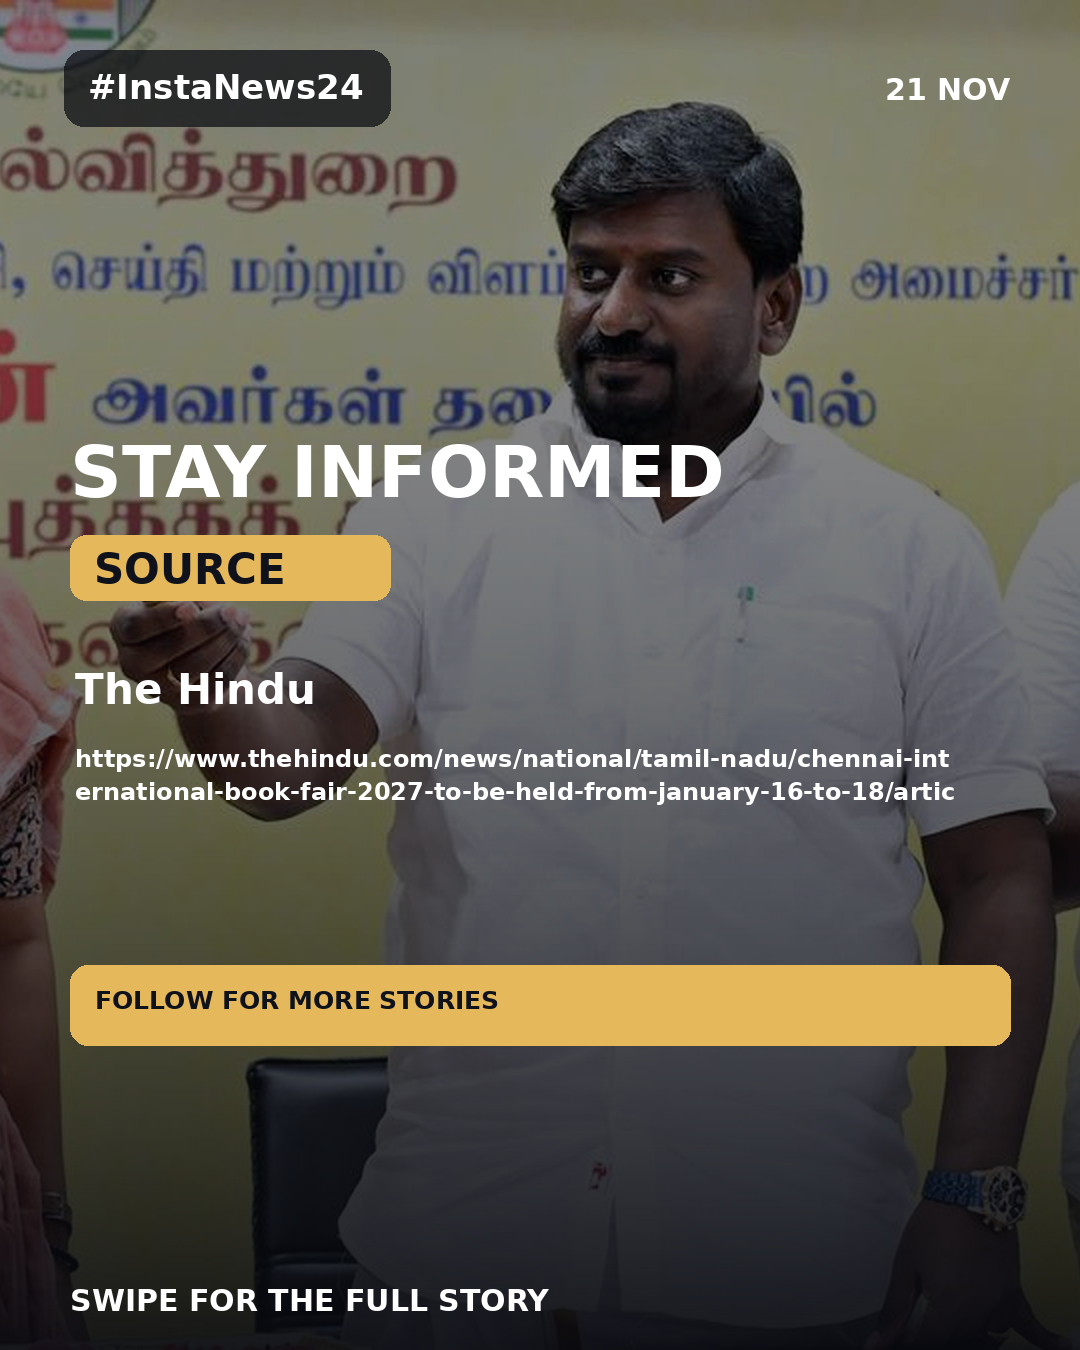 #InstaNews24
21 NOV
ல்வித்துறை
செய்தி மற்றும்
அமைச்சர்
அவர்கள்
STAY INFORMED
SOURCE
The Hindu
https://www.thehindu.com/news/national/tamil-nadu/chennai-int
ernational-book-fair-2027-to-be-held-from-january-16-to-18/artic
FOLLOW FOR MORE STORIES
SWIPE FOR THE FULL STORY